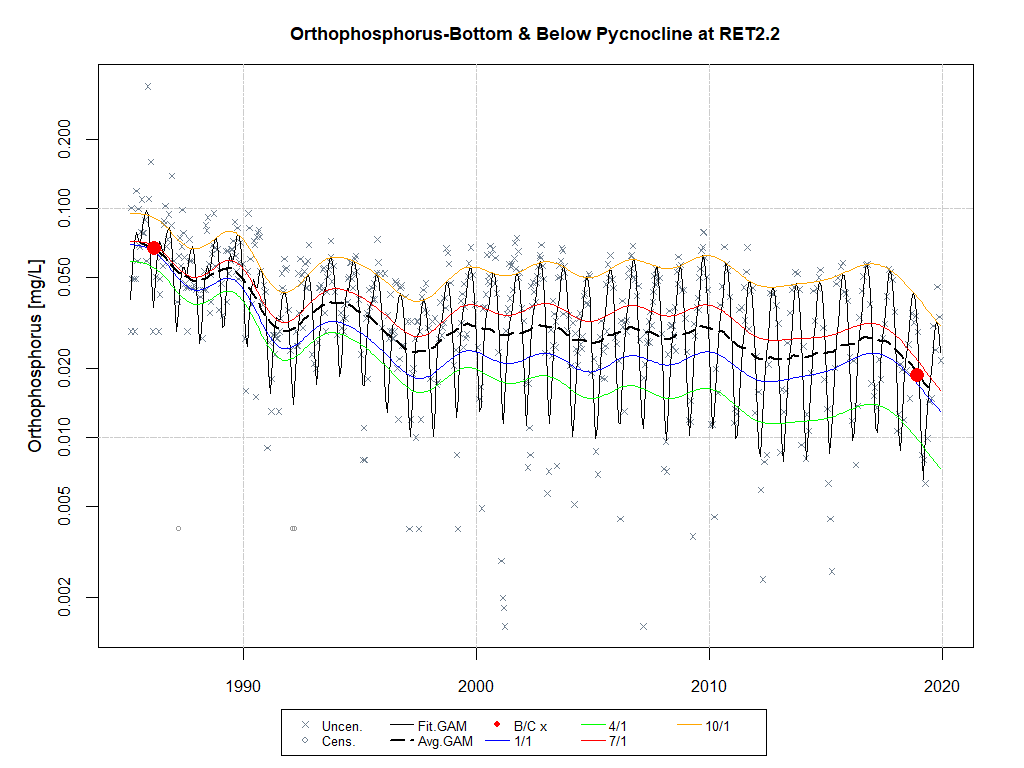 Orthophosphorus-Bottom & Below Pycnocline at RET2.2
Orthophosphorus [mg/L]
0.200
0.100
0.050
0.020
0.010
0.005
0.002
1990 2000 2010 2020
Uncen. Fit.GAM B/C x 4/1 10/1
Cens. Avg.GAM 1/1 7/1